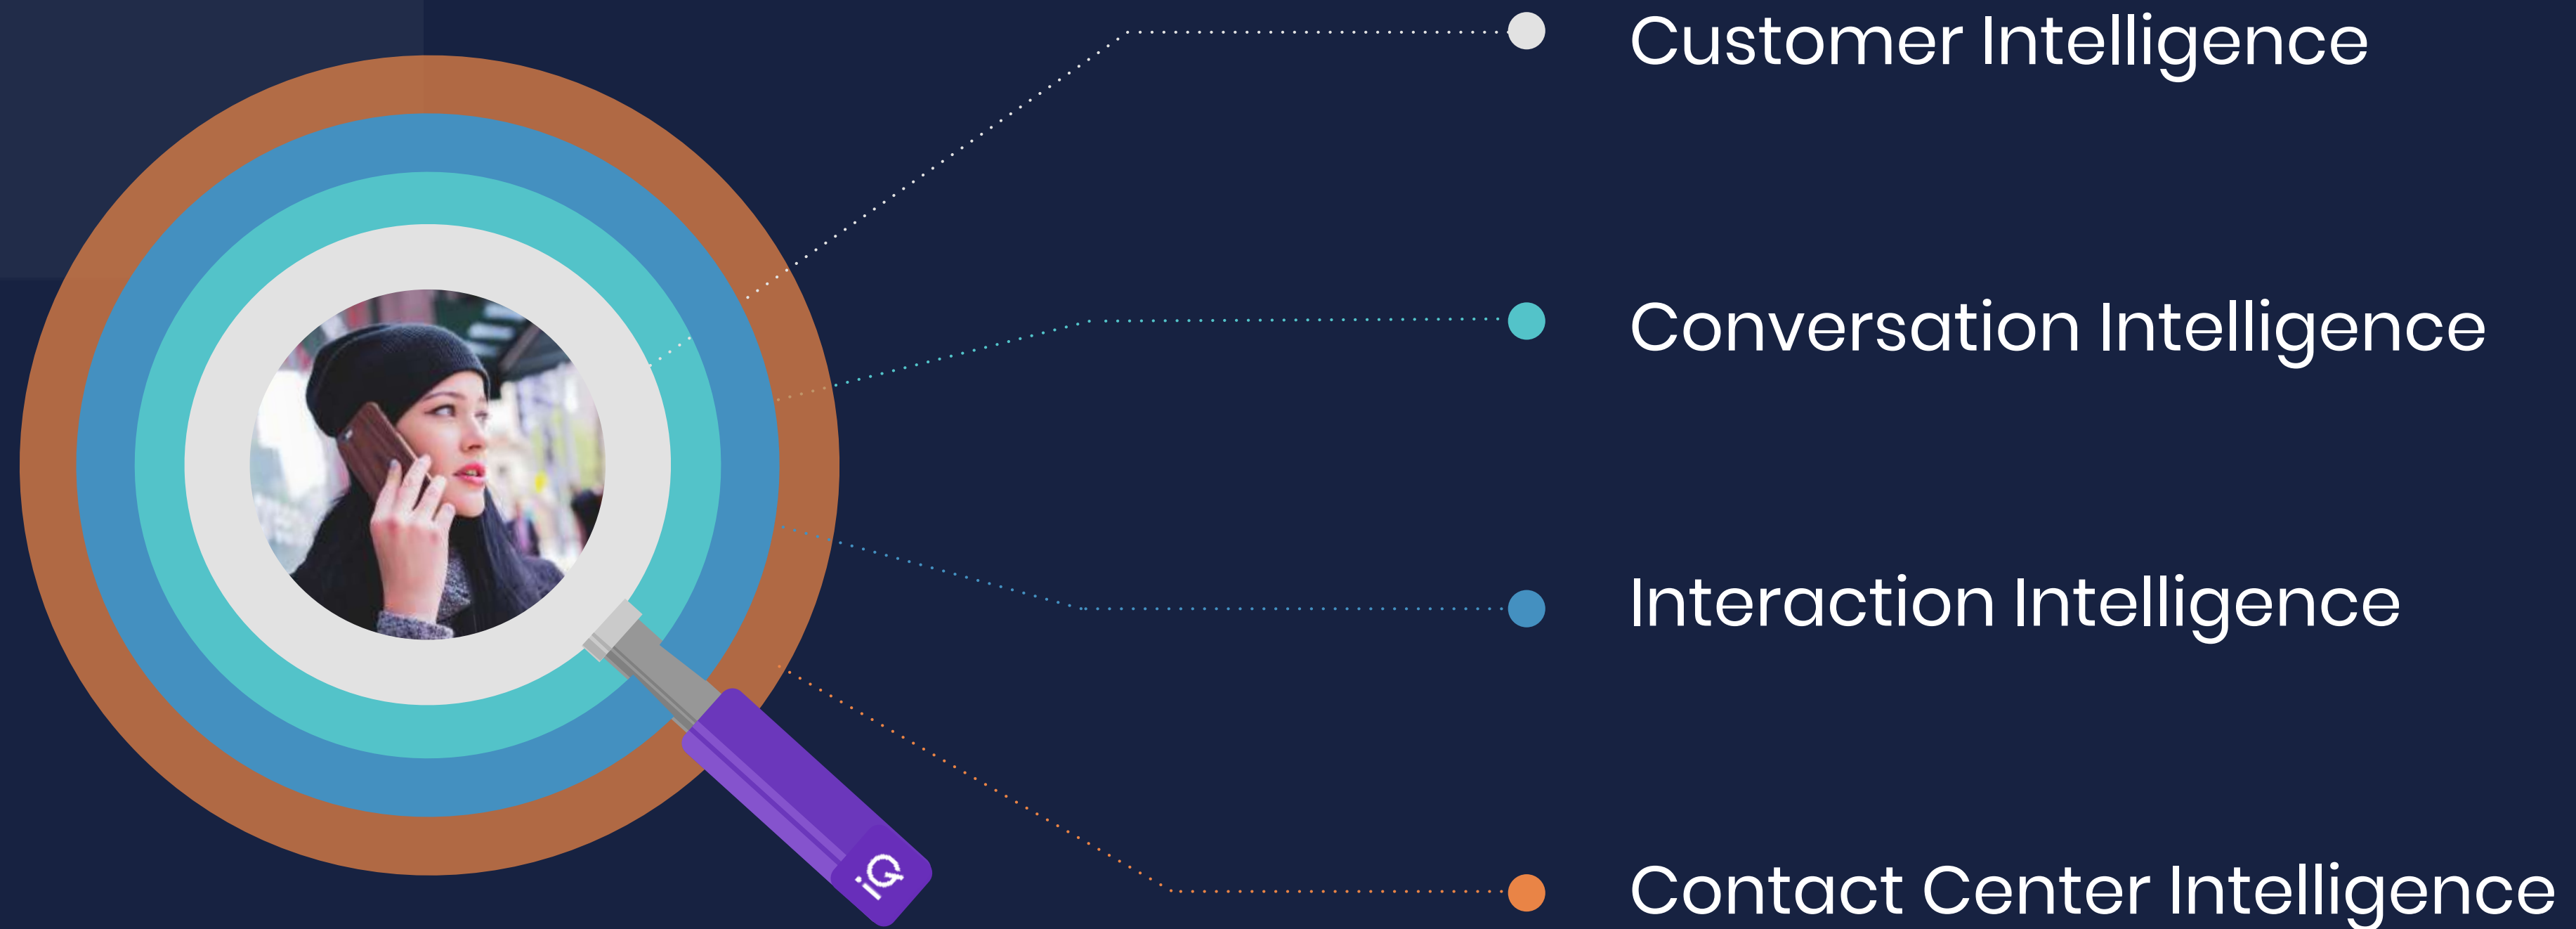 Customer Intelligence
Conversation Intelligence
Interaction Intelligence
Contact Center Intelligence
iQ